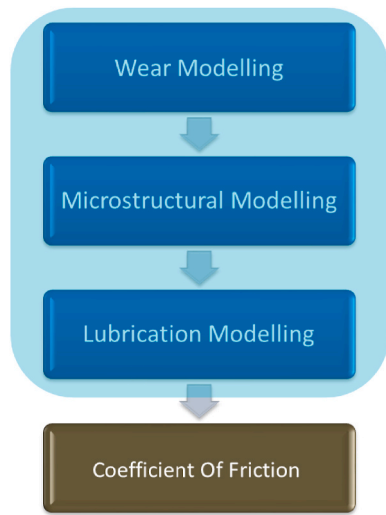 Wear Modelling
Microstructural Modelling
Lubrication Modelling
Coefficient Of Friction